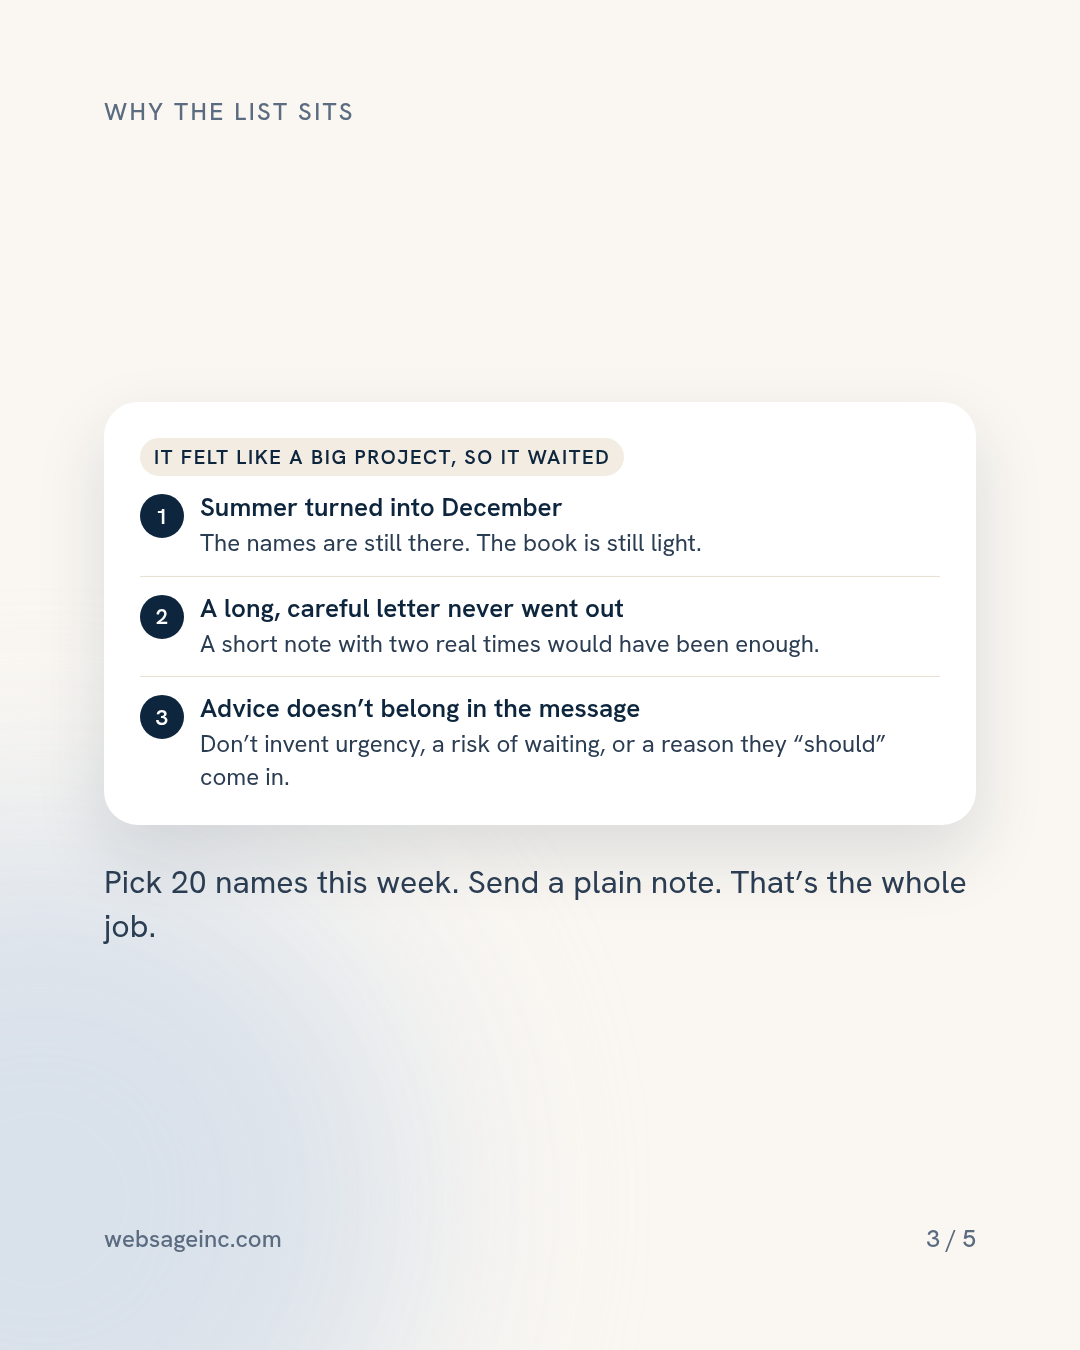 WHY THE LIST SITS
IT FELT LIKE A BIG PROJECT, SO IT WAITED
1 Summer turned into December
The names are still there. The book is still light.
2 A long, careful letter never went out
A short note with two real times would have been enough.
3 Advice doesn’t belong in the message
Don’t invent urgency, a risk of waiting, or a reason they “should”
come in.
Pick 20 names this week. Send a plain note. That’s the whole
job.
websageinc.com
3 / 5